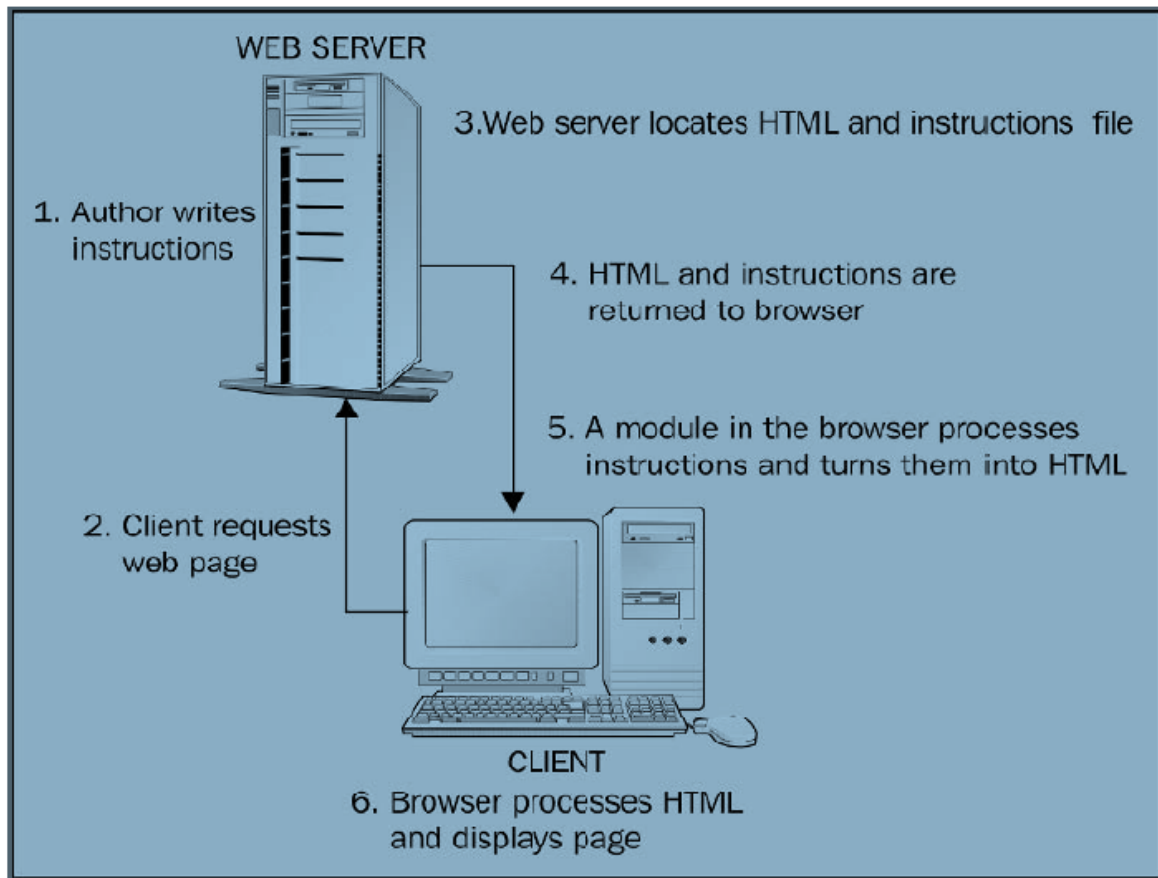 WEB SERVER
3.Web server locates HTML and instructions file
1. Author writes
instructions
4. HTML and instructions are
returned to browser
5. A module in the browser processes
instructions and turns them into HTML
2. Client requests
web page
CLIENT
6. Browser processes HTML
and displays page